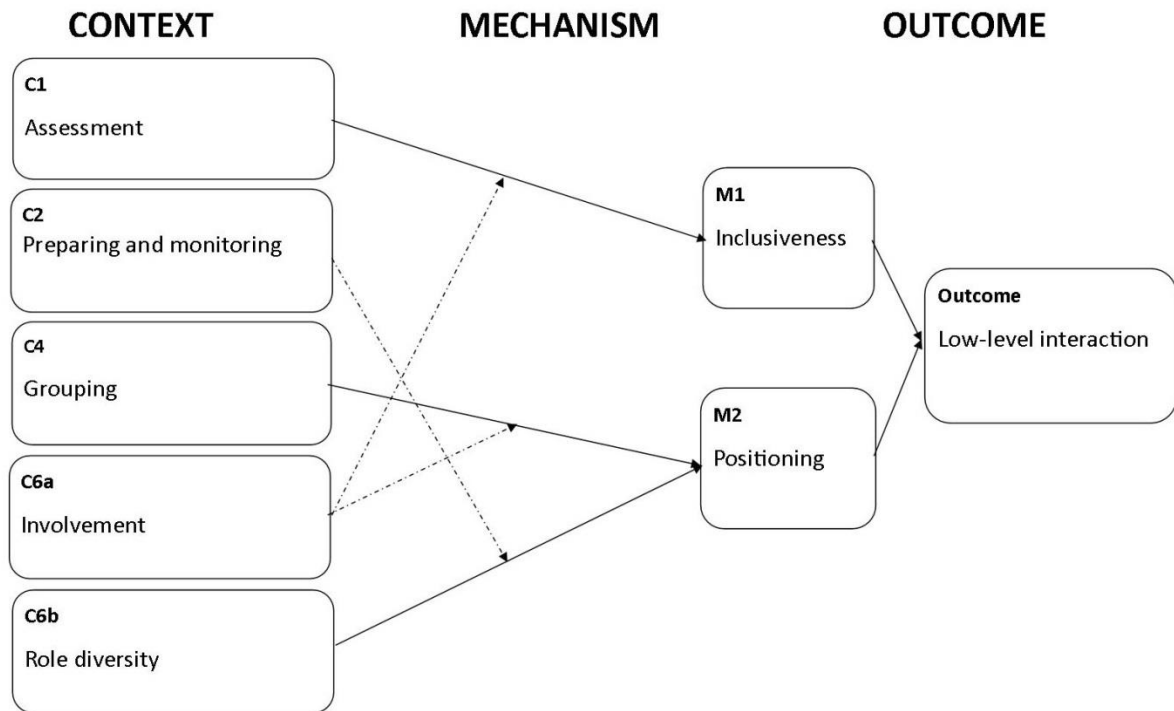 CONTEXT
MECHANISM
OUTCOME
C1
Assessment
C2
Preparing and monitoring
C4
Grouping
C6a
Involvement
C6b
Role diversity
M1
Inclusiveness
M2
Positioning
Outcome
Low-level interaction